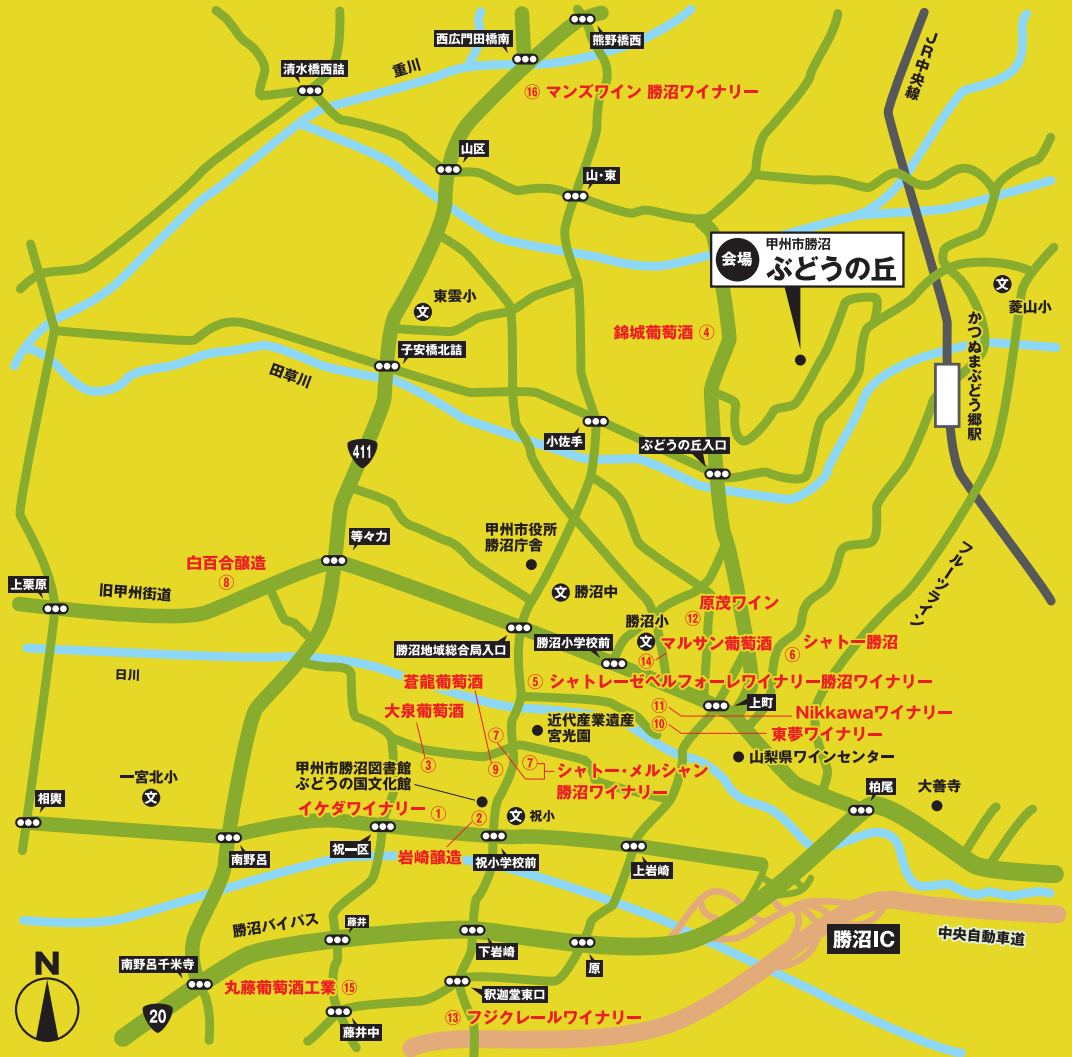 西広門田橋南
熊野橋西
清水橋西詰
重川
JR中央線
⑯ マンズワイン 勝沼ワイナリー
山区
山・東
会場
甲州市勝沼
ぶどうの丘
文
東雲小
文
菱山小
錦城葡萄酒 ④
かつぬまぶどう郷駅
子安橋北詰
田草川
小佐手
ぶどうの丘入口
411
等々力
甲州市役所
勝沼庁舎
白百合醸造
⑧
上栗原
旧甲州街道
文 勝沼中
フルーツライン
原茂ワイン
⑫
勝沼小
文
マルサン葡萄酒
⑭
⑥ シャトー勝沼
勝沼地域総合局入口
勝沼小学校前
日川
蒼龍葡萄酒
⑤ シャトレーゼベルフォーレワイナリー勝沼ワイナリー
上町
大泉葡萄酒
⑪ Nikkawaワイナリー
⑩ 東夢ワイナリー
近代産業遺産
宮光園
山梨県ワインセンター
③
⑨
⑦
⑦ シャトー・メルシャン
勝沼ワイナリー
甲州市勝沼図書館
ぶどうの国文化館
一宮北小
文
相興
柏尾
大善寺
イケダワイナリー ①
②
文 祝小
南野呂
祝一区
岩崎醸造
祝小学校前
上岩崎
勝沼バイパス
藤井
下岩崎
原
勝沼IC
中央自動車道
N
南野呂千米寺
丸藤葡萄酒工業 ⑮
釈迦堂東口
20
藤井中
⑬ フジクレールワイナリー